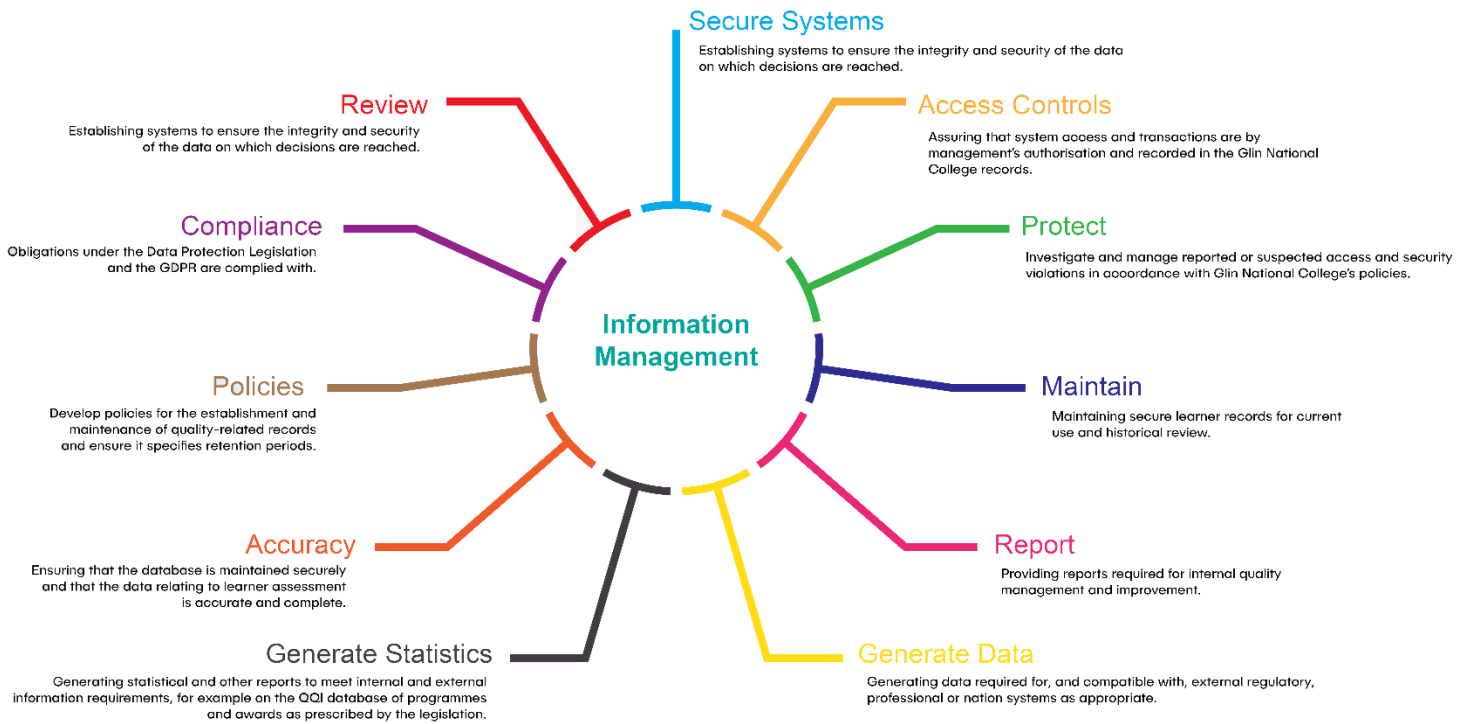 Secure Systems
Establishing systems to ensure the integrity and security of the data
on which decisions are reached.
Access Controls
Assuring that system access and transactions are by
management's authorisation and recorded in the Glin National
College records.
Protect
Investigate and manage reported or suspected access and security
violations in accordance with Glin National College's policies.
Maintain
Maintaining secure learner records for current
use and historical review.
Report
Providing reports required for internal quality
management and improvement.
Generate Data
Generating data required for, and compatible with, external regulatory,
professional or nation systems as appropriate.
Generate Statistics
Generating statistical and other reports to meet internal and external
information requirements, for example on the QQI database of programmes
and awards as prescribed by the legislation.
Accuracy
Ensuring that the database is maintained securely
and that the data relating to learner assessment
is accurate and complete.
Policies
Develop policies for the establishment and
maintenance of quality-related records
and ensure it specifies retention periods.
Compliance
Obligations under the Data Protection Legislation
and the GDPR are complied with.
Review
Establishing systems to ensure the integrity and security
of the data on which decisions are reached.
Information
Management